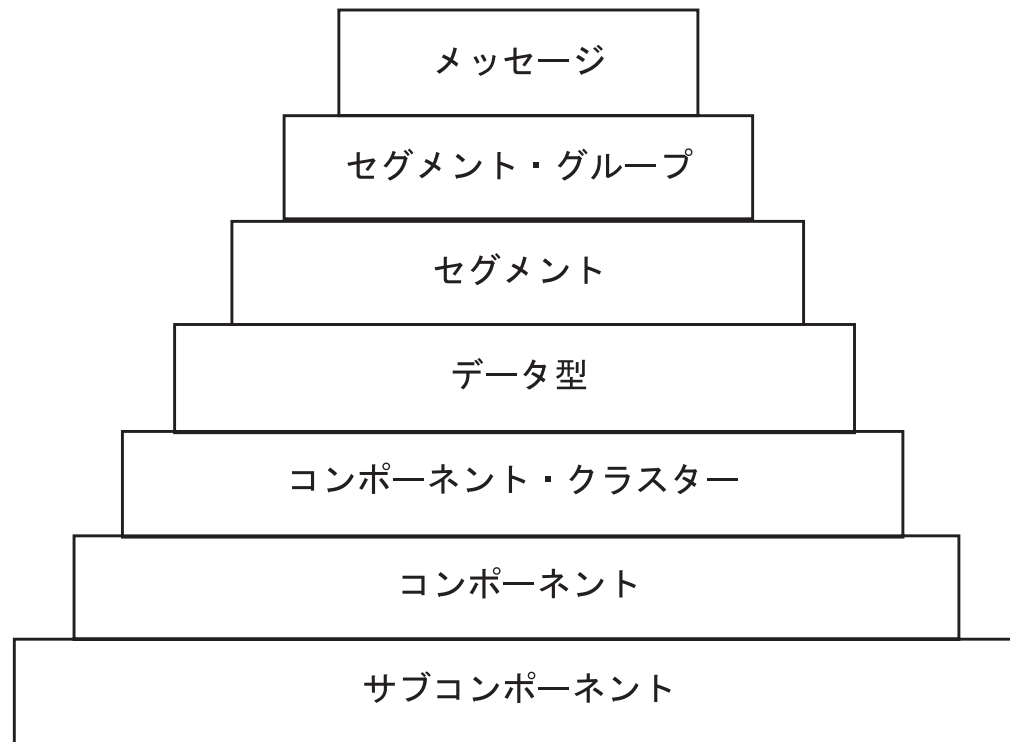 メッセージ
セグメント・グループ
セグメント
データ型
コンポーネント・クラスター
コンポーネント
サブコンポーネント